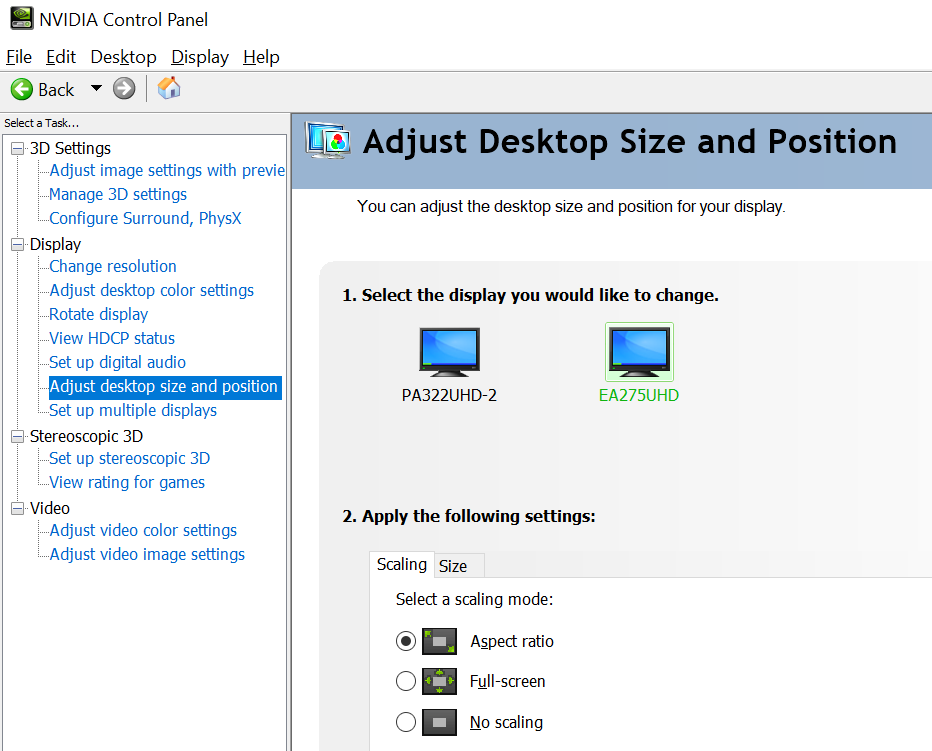 NVIDIA Control Panel
File Edit Desktop Display Help
Back
Select a Task...
3D Settings
Adjust image settings with previe
Manage 3D settings
Configure Surround, PhysX
Display
Change resolution
Adjust desktop color settings
Rotate display
View HDCP status
Set up digital audio
Adjust desktop size and position
Set up multiple displays
Stereoscopic 3D
Set up stereoscopic 3D
View rating for games
Video
Adjust video color settings
Adjust video image settings
Adjust Desktop Size and Position
You can adjust the desktop size and position for your display.
1. Select the display you would like to change.
PA322UHD-2 EA275UHD
2. Apply the following settings:
Scaling Size
Select a scaling mode:
Aspect ratio
Full-screen
No scaling